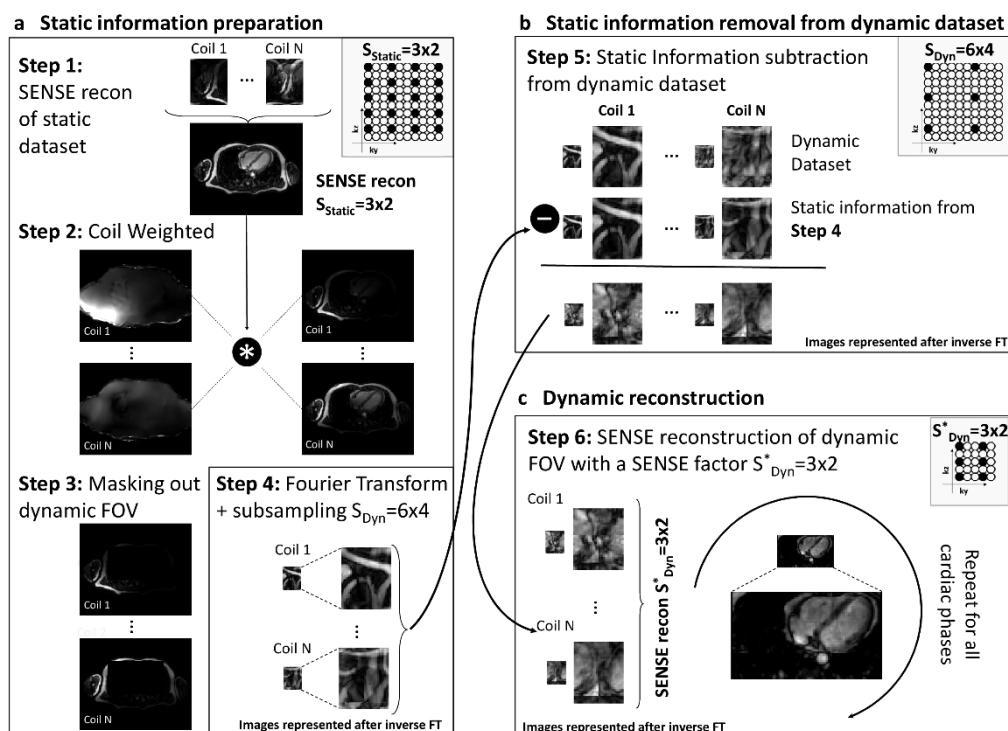 a Static information preparation
Step 1:
SENSE recon
of static
dataset
Coil 1
Coil N
...
S_Static=3x2
kz
ky
SENSE recon
S_Static=3x2
Step 2: Coil Weighted
Coil 1
⋮
Coil N
*
Coil 1
⋮
Coil N
Step 3: Masking out
dynamic FOV
Coil 1
⋮
Coil N
Step 4: Fourier Transform
+ subsampling S_Dyn=6x4
Coil 1
⋮
Coil N
Images represented after inverse FT
b Static information removal from dynamic dataset
Step 5: Static Information subtraction
from dynamic dataset
S_Dyn=6x4
kz
ky
Coil 1
Coil N
...
Dynamic
Dataset
−
...
Static information from
Step 4
...
Images represented after inverse FT
c Dynamic reconstruction
Step 6: SENSE reconstruction of dynamic
FOV with a SENSE factor S*_Dyn=3x2
S*_Dyn=3x2
kz
ky
Coil 1
⋮
Coil N
SENSE recon S*_Dyn=3x2
Repeat for all
cardiac phases
Images represented after inverse FT